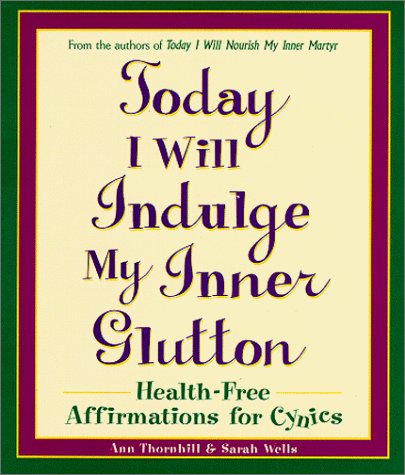 From the authors of Today I Will Nourish My Inner Martyr
Today
I Will
Indulge
My Inner
Glutton
Health-Free
Affirmations for Cynics
Ann Thornhill & Sarah Wells